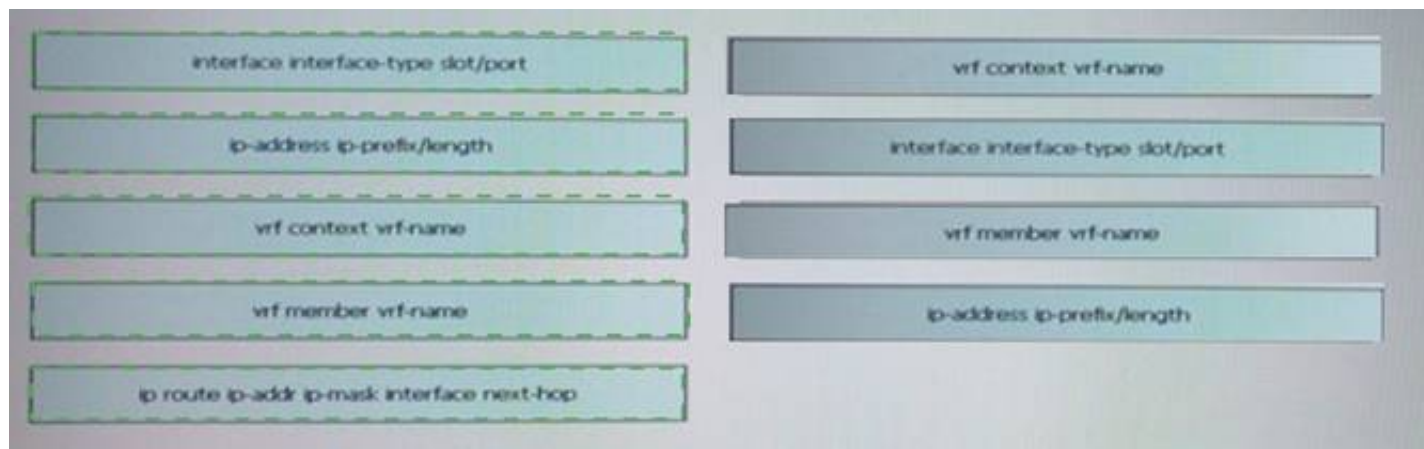 interface interface-type slot/port
ip-address ip-prefix/length
vrf context vrf-name
vrf member vrf-name
ip route ip-addr ip-mask interface next-hop
vrf context vrf-name
interface interface-type slot/port
vrf member vrf-name
ip-address ip-prefix/length